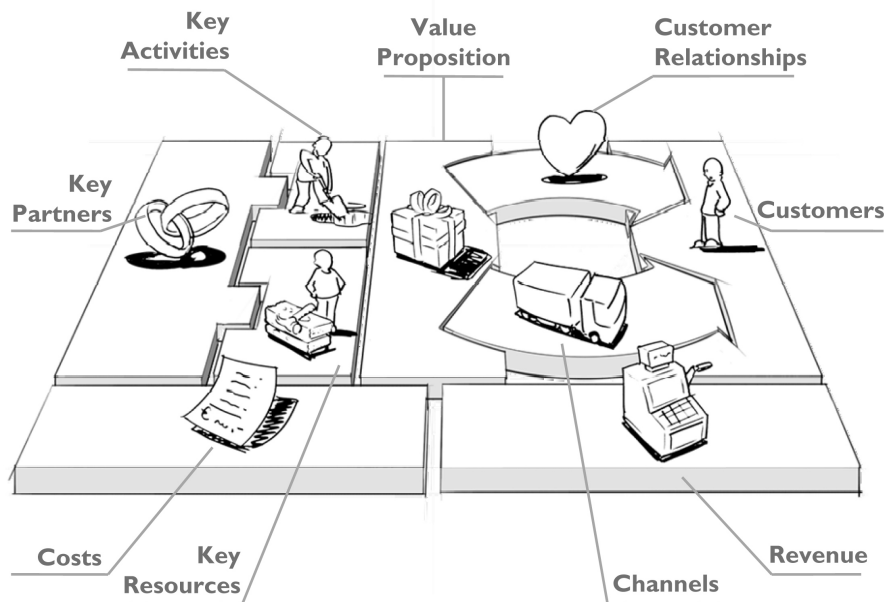 Key
Activities
Value
Proposition
Customer
Relationships
Key
Partners
Customers
€
Costs
Key
Resources
Channels
Revenue